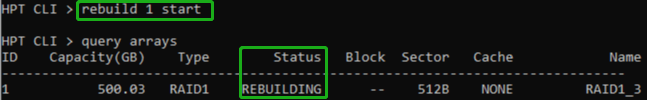 HPT CLI > rebuild 1 start
HPT CLI > query arrays
ID Capacity(GB) Type Status Block Sector Cache Name
-------------------------------------------------------------------------------
1 500.03 RAID1 REBUILDING -- 512B NONE RAID1_3